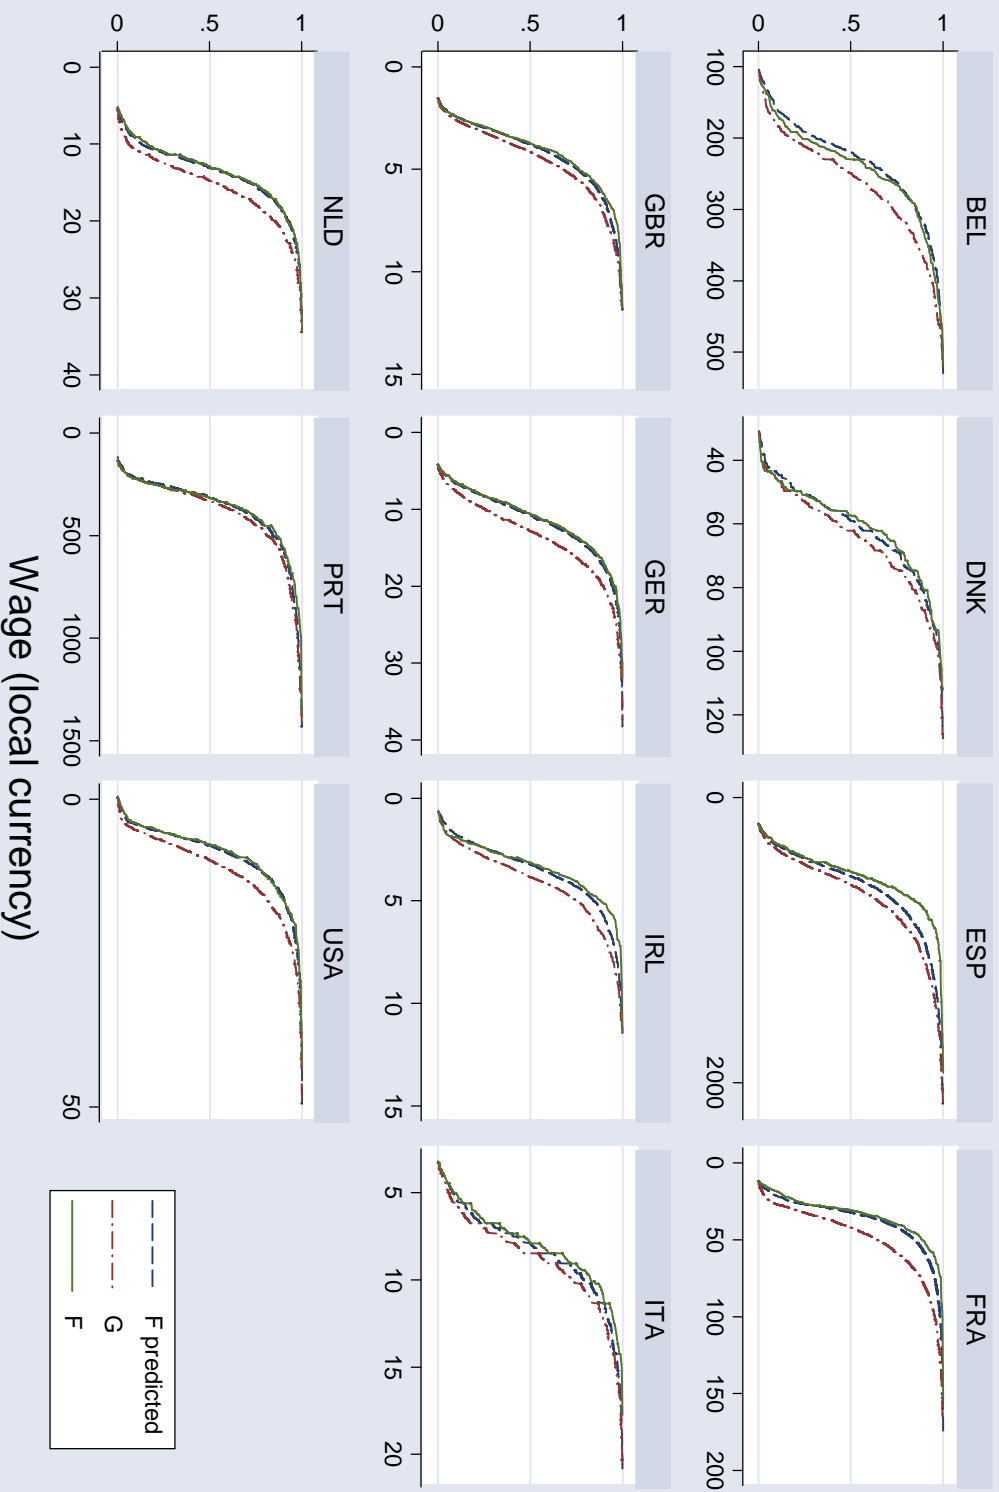 BEL
DNK
ESP
FRA
0 .5 1
100 200 300 400 500
40 60 80 100 120
0 2000
0 50 100 150 200
GBR
GER
IRL
ITA
0 .5 1
0 5 10 15
0 10 20 30 40
0 5 10 15
5 10 15 20
NLD
PRT
USA
0 .5 1
0 10 20 30 40
0 500 1000 1500
0 50
Wage (local currency)
F predicted
G
F